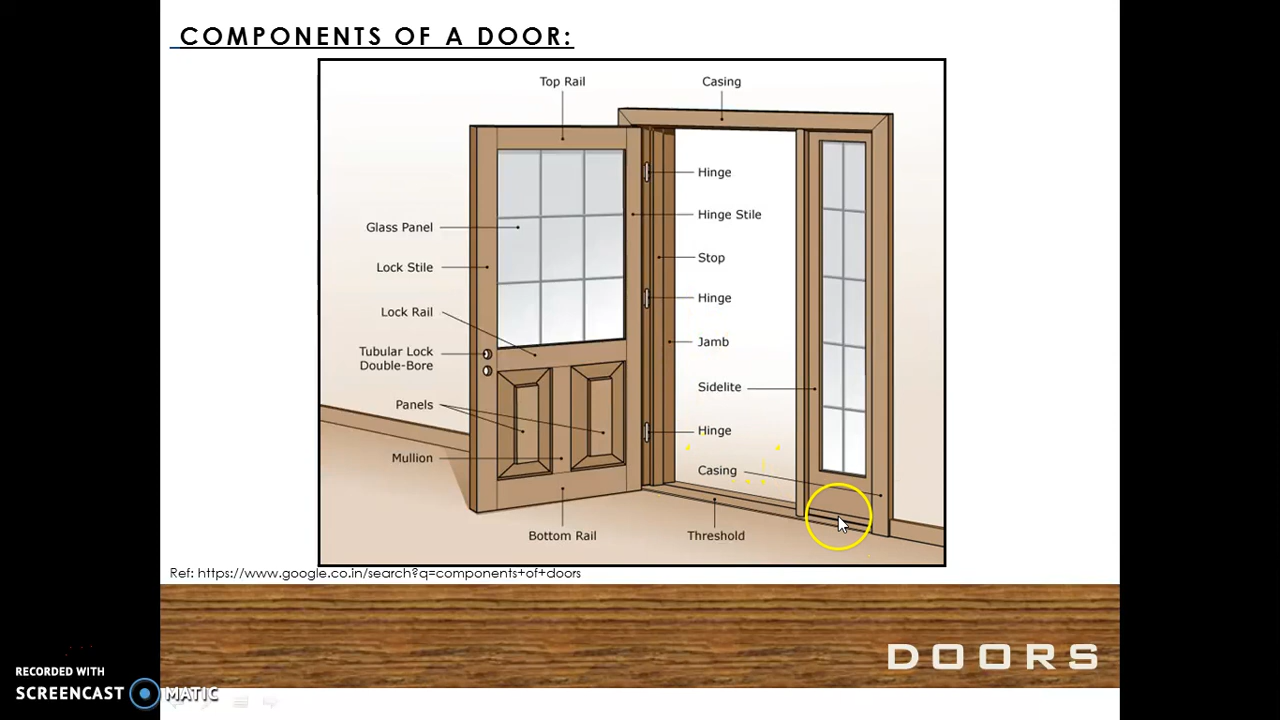 COMPONENTS OF A DOOR:
Top Rail
Casing
Hinge
Hinge Stile
Glass Panel
Stop
Lock Stile
Hinge
Lock Rail
Jamb
Tubular Lock
Double-Bore
Sidelite
Panels
Hinge
Mullion
Casing
Bottom Rail
Threshold
Ref: https://www.google.co.in/search?q=components+of+doors
DOORS
RECORDED WITH
SCREENCAST MATIC